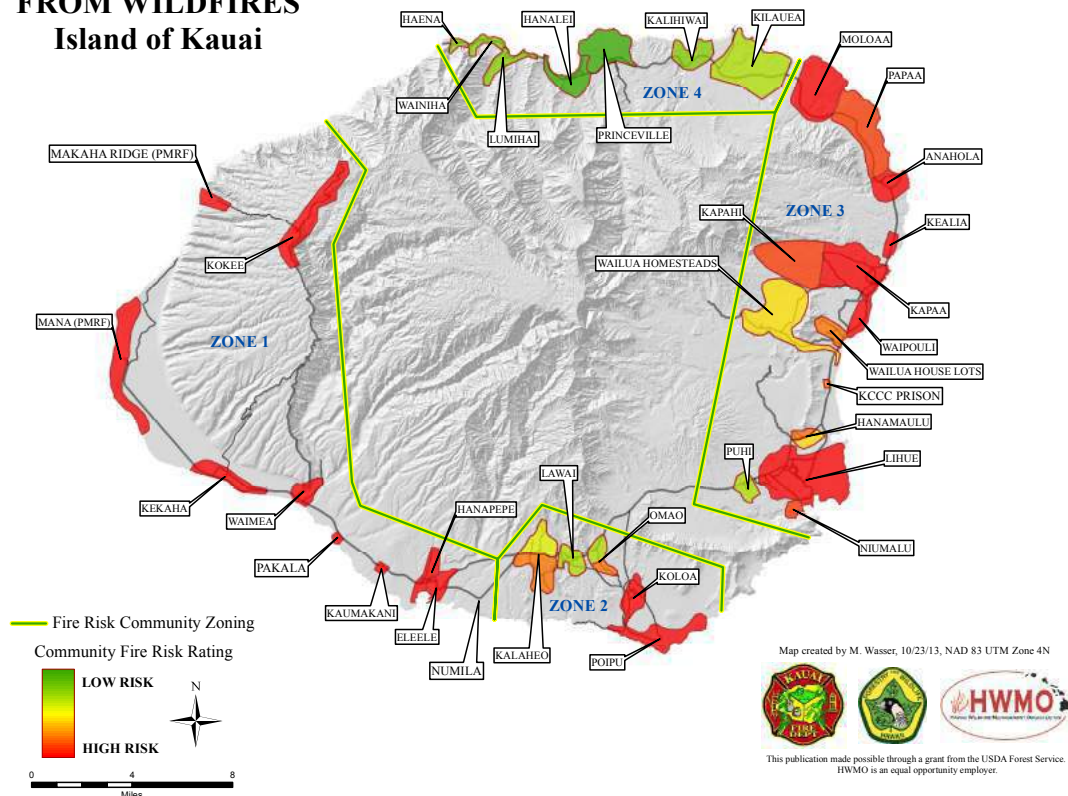 FROM WILDFIRES
Island of Kauai
HAENA
HANALEI
KALIHIWAI
KILAUEA
MOLOAA
PAPAA
WAINIHA
ZONE 4
LUMIHAI
PRINCEVILLE
MAKAHA RIDGE (PMRF)
ANAHOLA
ZONE 3
KAPAHI
KEALIA
KOKEE
WAILUA HOMESTEADS
KAPAA
MANA (PMRF)
ZONE 1
WAIPOULI
WAILUA HOUSE LOTS
KCCC PRISON
HANAMAULU
PUHI
LIHUE
KEKAHA
LAWAI
HANAPEPE
OMAO
WAIMEA
NIUMALU
PAKALA
KOLOA
KAUMAKANI
ZONE 2
ELEELE
KALAHEO
POIPU
NUMILA
Fire Risk Community Zoning
Community Fire Risk Rating
LOW RISK
HIGH RISK
N
0 4 8
Miles
Map created by M. Wasser, 10/23/13, NAD 83 UTM Zone 4N
KAUAI
FIRE
DEPT
FORESTRY AND WILDLIFE
HAWAII
HWMO
This publication made possible through a grant from the USDA Forest Service.
HWMO is an equal opportunity employer.